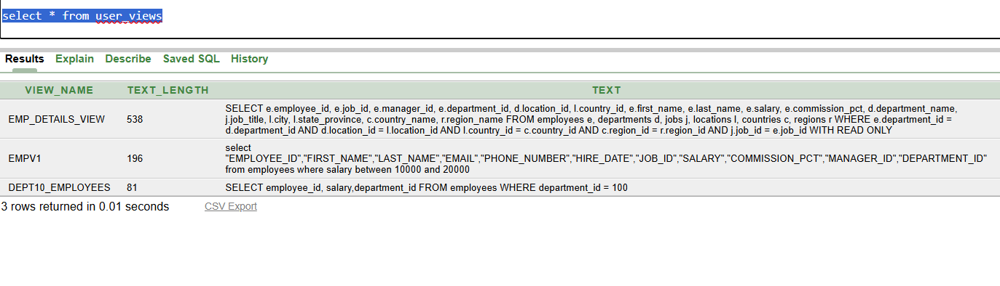 select * from user_views
Results Explain Describe Saved SQL History
VIEW_NAME TEXT_LENGTH TEXT
EMP_DETAILS_VIEW 538 SELECT e.employee_id, e.job_id, e.manager_id, e.department_id, d.location_id, l.country_id, e.first_name, e.last_name, e.salary, e.commission_pct, d.department_name,
j.job_title, l.city, l.state_province, c.country_name, r.region_name FROM employees e, departments d, jobs j, locations l, countries c, regions r WHERE e.department_id =
d.department_id AND d.location_id = l.location_id AND l.country_id = c.country_id AND c.region_id = r.region_id AND j.job_id = e.job_id WITH READ ONLY
EMPV1 196 select
"EMPLOYEE_ID","FIRST_NAME","LAST_NAME","EMAIL","PHONE_NUMBER","HIRE_DATE","JOB_ID","SALARY","COMMISSION_PCT","MANAGER_ID","DEPARTMENT_ID"
from employees where salary between 10000 and 20000
DEPT10_EMPLOYEES 81 SELECT employee_id, salary,department_id FROM employees WHERE department_id = 100
3 rows returned in 0.01 seconds CSV Export